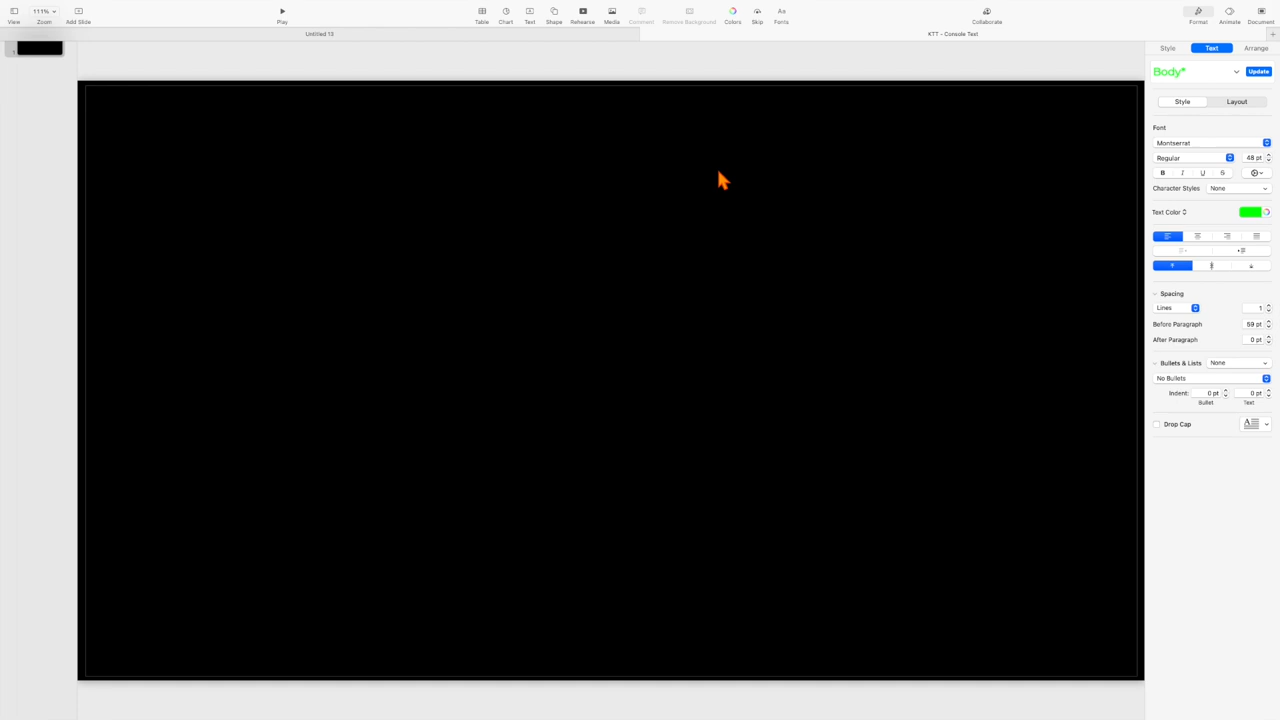 111%
View
Zoom
Add Slide
Play
Table
Chart
Text
Shape
Rehearse
Media
Comment
Remove Background
Colors
Skip
Fonts
Collaborate
Format
Animate
Document
Untitled 13
KTT - Console Text
1
Style
Text
Arrange
Body*
Update
Style
Layout
Font
Montserrat
Regular
48 pt
B I U S
Character Styles
None
Text Color
Spacing
Lines
1
Before Paragraph
59 pt
After Paragraph
0 pt
Bullets & Lists
None
No Bullets
Indent:
0 pt
0 pt
Bullet
Text
Drop Cap